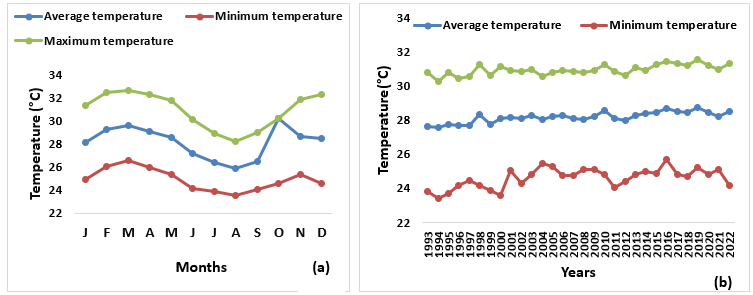 Average temperature Minimum temperature
Maximum temperature
Temperature (°C)
34
32
30
28
26
24
22
J F M A M J J A S O N D
Months
(a)
Average temperature Minimum temperature
Temperature (°C)
34
31
28
26
24
22
1993 1994 1995 1996 1997 1998 1999 2000 2001 2002 2003 2004 2005 2006 2007 2008 2009 2010 2011 2012 2013 2014 2015 2016 2017 2018 2019 2020 2021 2022
Years
(b)